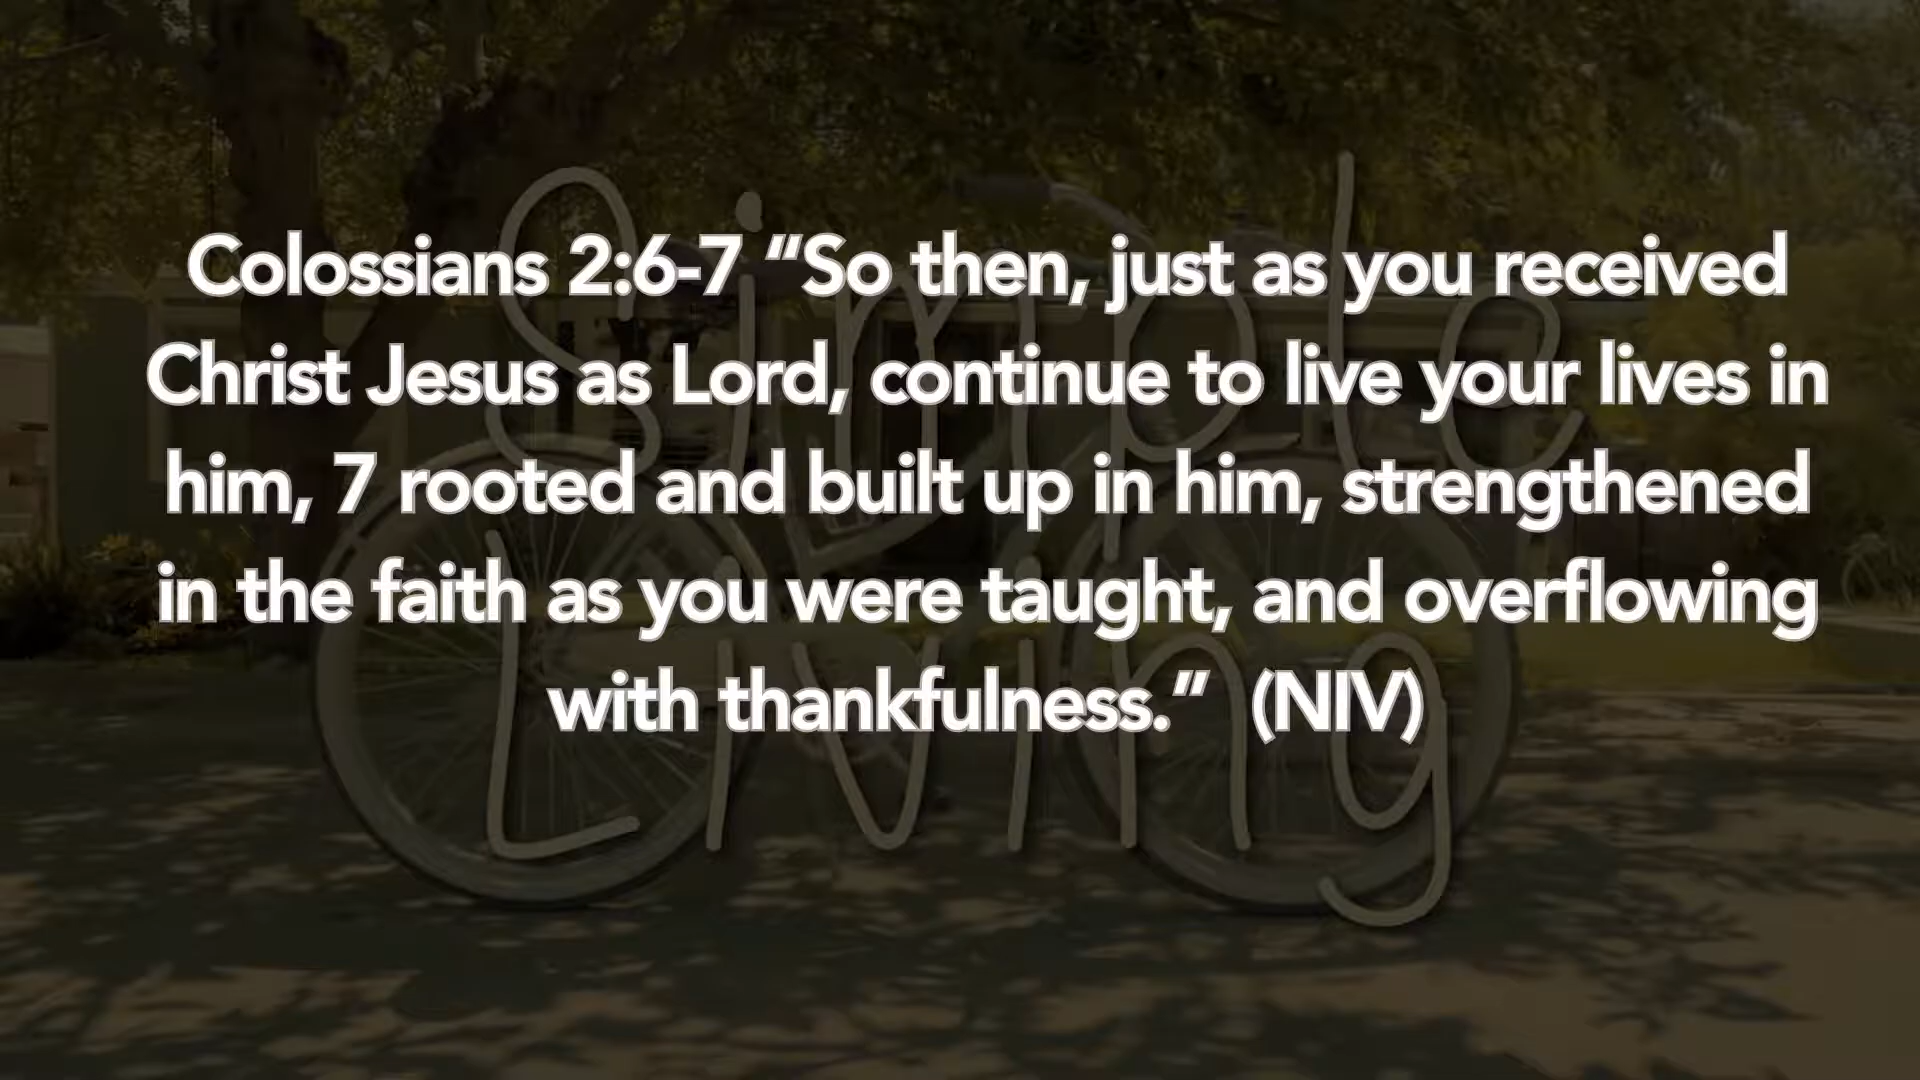 Simple
Colossians 2:6-7 “So then, just as you received
Christ Jesus as Lord, continue to live your lives in
him, 7 rooted and built up in him, strengthened
in the faith as you were taught, and overflowing
with thankfulness.”  (NIV)
Living